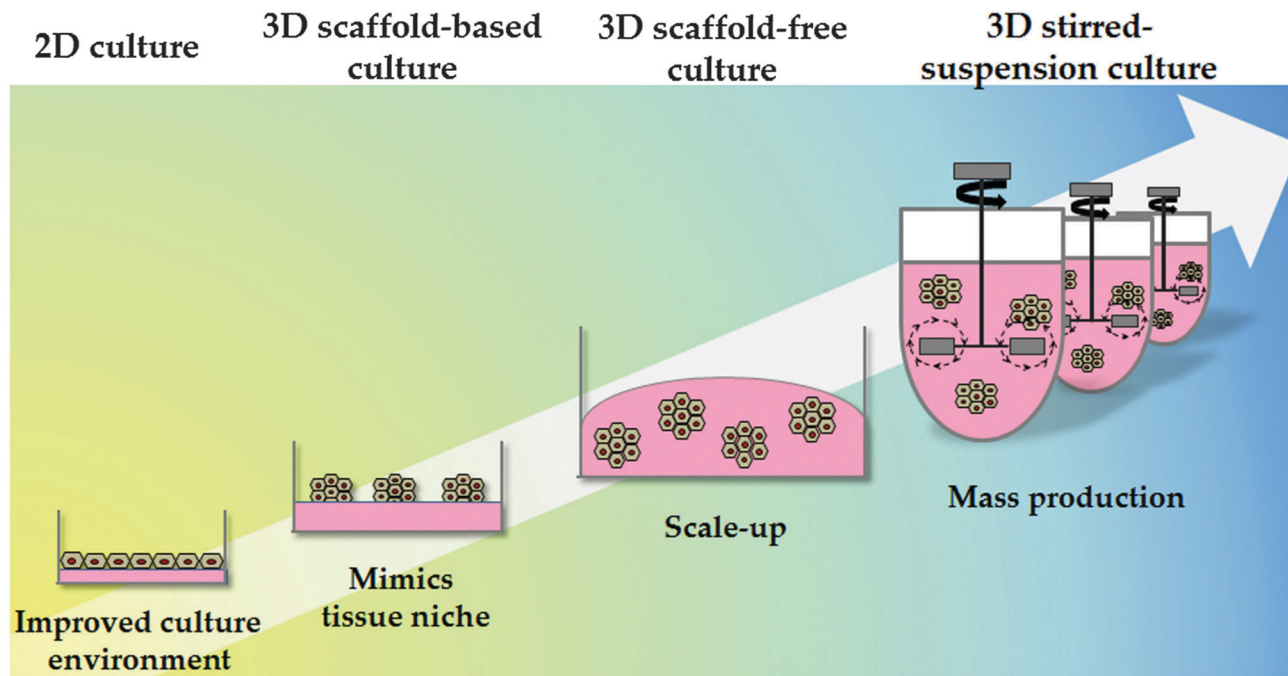 2D culture
3D scaffold-based
culture
3D scaffold-free
culture
3D stirred-
suspension culture
Improved culture
environment
Mimics
tissue niche
Scale-up
Mass production